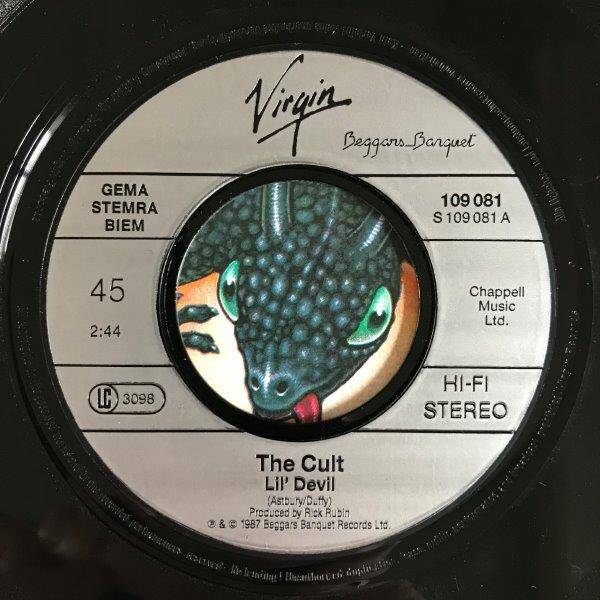 Virgin
Beggars Banquet
GEMA
STEMRA
BIEM
109 081
S 109 081 A
45
2:44
Chappell
Music
Ltd.
LC 3098
HI-FI
STEREO
The Cult
Lil' Devil
(Astbury/Duffy)
Produced by Rick Rubin
℗ & © 1987 Beggars Banquet Records Ltd.